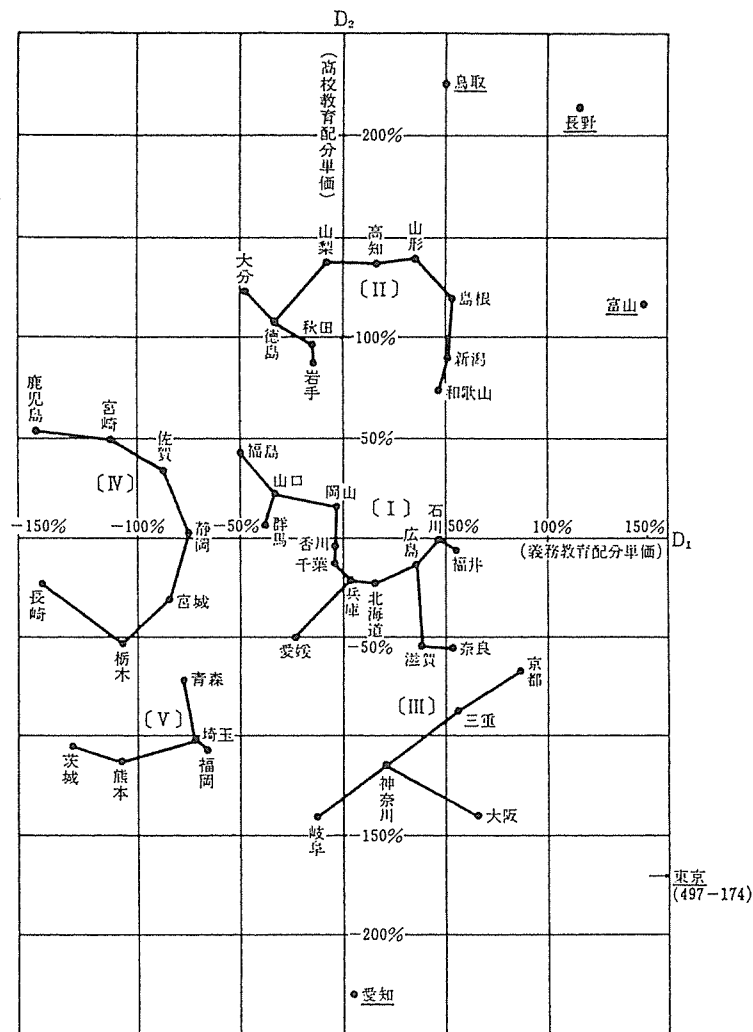 D₂
(高校教育配分単価)
鳥取
長野
200%
山梨
高知
山形
大分
〔II〕
島根
富山
徳島
秋田
100%
岩手
新潟
和歌山
鹿児島
宮崎
佐賀
50%
福島
〔IV〕
山口
岡山
〔I〕
石川
-150%
-100%
-50%
50%
100%
150%
D₁
(義務教育配分単価)
静岡
群馬
香川
広島
福井
千葉
長崎
宮城
兵庫
北海道
愛媛
-50%
滋賀
奈良
栃木
京都
青森
〔III〕
三重
〔V〕
埼玉
茨城
熊本
福岡
神奈川
大阪
岐阜
-150%
東京
(497-174)
-200%
愛知